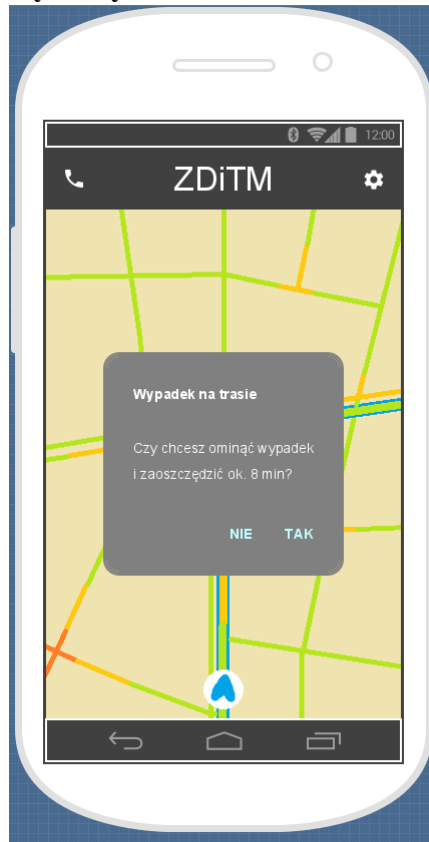 12:00
ZDiTM
Wypadek na trasie
Czy chcesz ominąć wypadek
i zaoszczędzić ok. 8 min?
NIE TAK